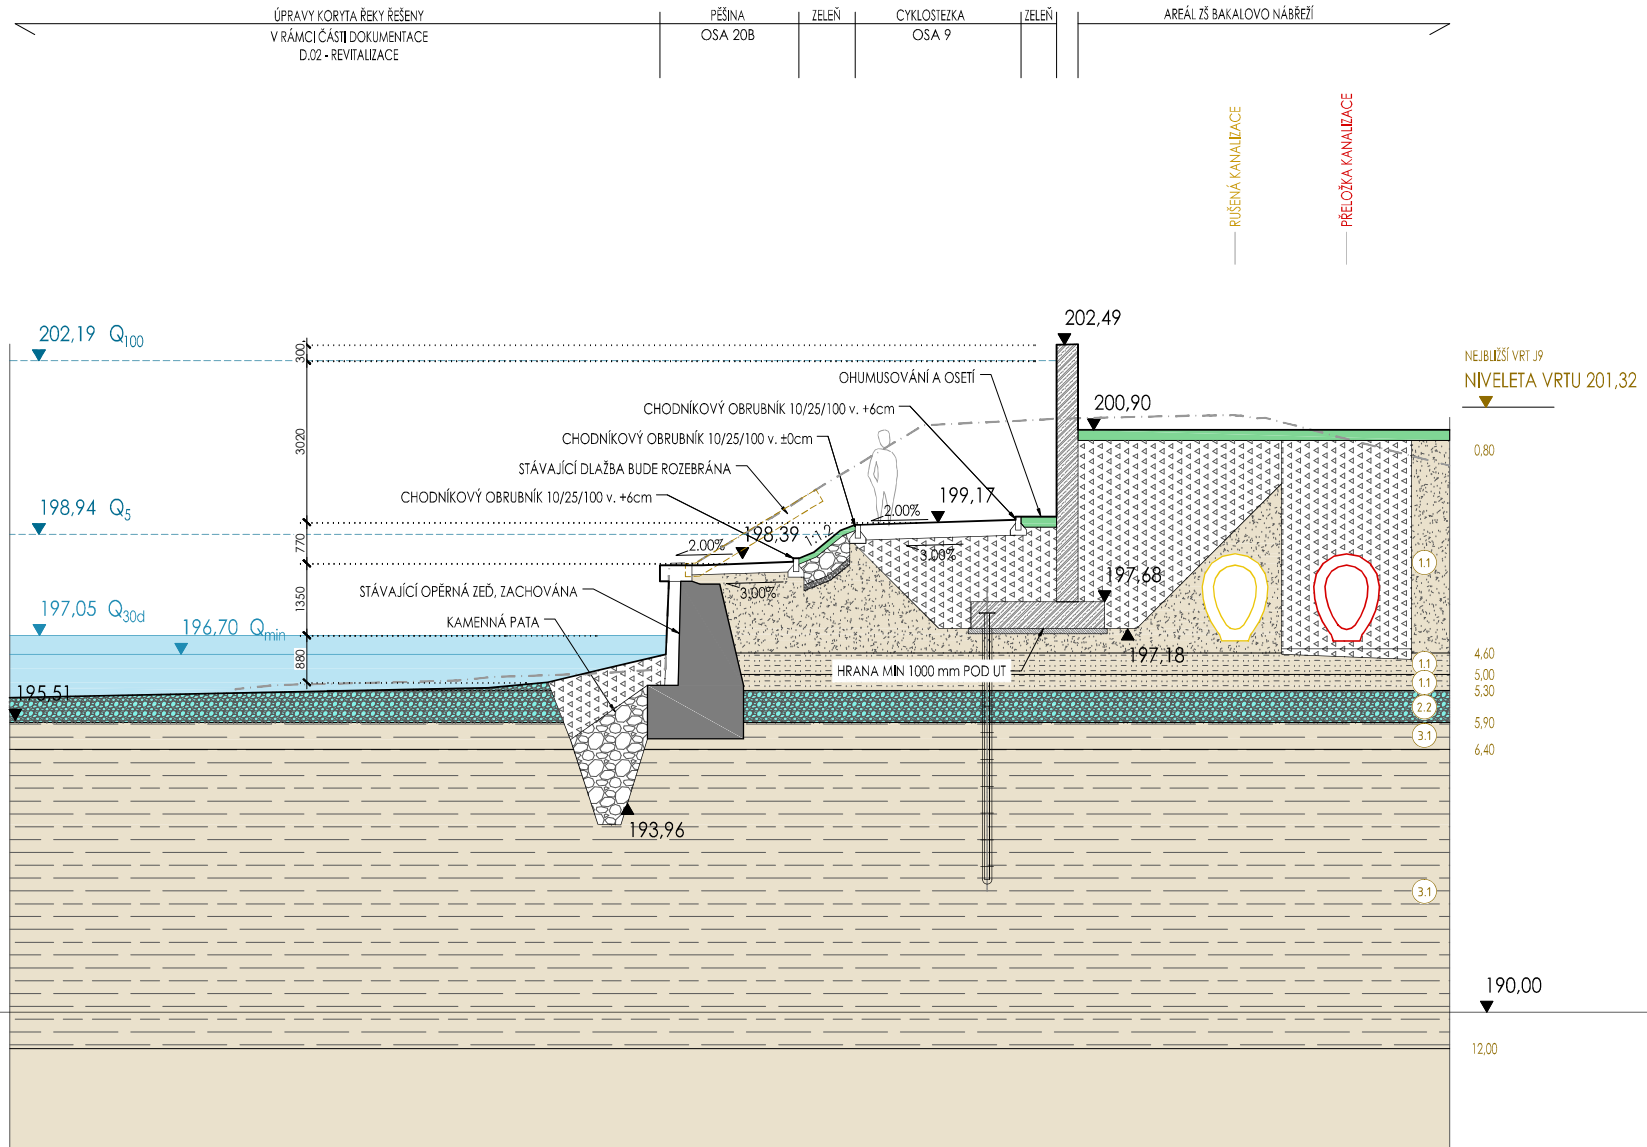 ÚPRAVY KORYTA ŘEKY ŘEŠENY
V RÁMCI ČÁSTI DOKUMENTACE
D.02 - REVITALIZACE
PĚŠINA
OSA 20B
ZELEŇ
CYKLOSTEZKA
OSA 9
ZELEŇ
AREÁL ZŠ BAKALOVO NÁBŘEŽÍ
RUŠENÁ KANALIZACE
PŘELOŽKA KANALIZACE
202,19 Q100
300
202,49
NEJBLIŽŠÍ VRT J9
NIVELETA VRTU 201,32
OHUMUSOVÁNÍ A OSETÍ
CHODNÍKOVÝ OBRUBNÍK 10/25/100 v. +6cm
200,90
3020
CHODNÍKOVÝ OBRUBNÍK 10/25/100 v. ±0cm
0,80
STÁVAJÍCÍ DLAŽBA BUDE ROZEBRÁNA
CHODNÍKOVÝ OBRUBNÍK 10/25/100 v. +6cm
199,17
198,94 Q5
2.00%
770
2.00%
198,39
1:1.2
3.00%
1.1
197,68
STÁVAJÍCÍ OPĚRNÁ ZEĎ, ZACHOVÁNA
3.00%
1350
197,05 Q30d
KAMENNÁ PATA
196,70 Qmin
197,18
880
HRANA MIN 1000 mm POD UT
4,60
1.1
5,00
1.1
5,30
195,51
2.2
5,90
3.1
6,40
193,96
3.1
190,00
12,00